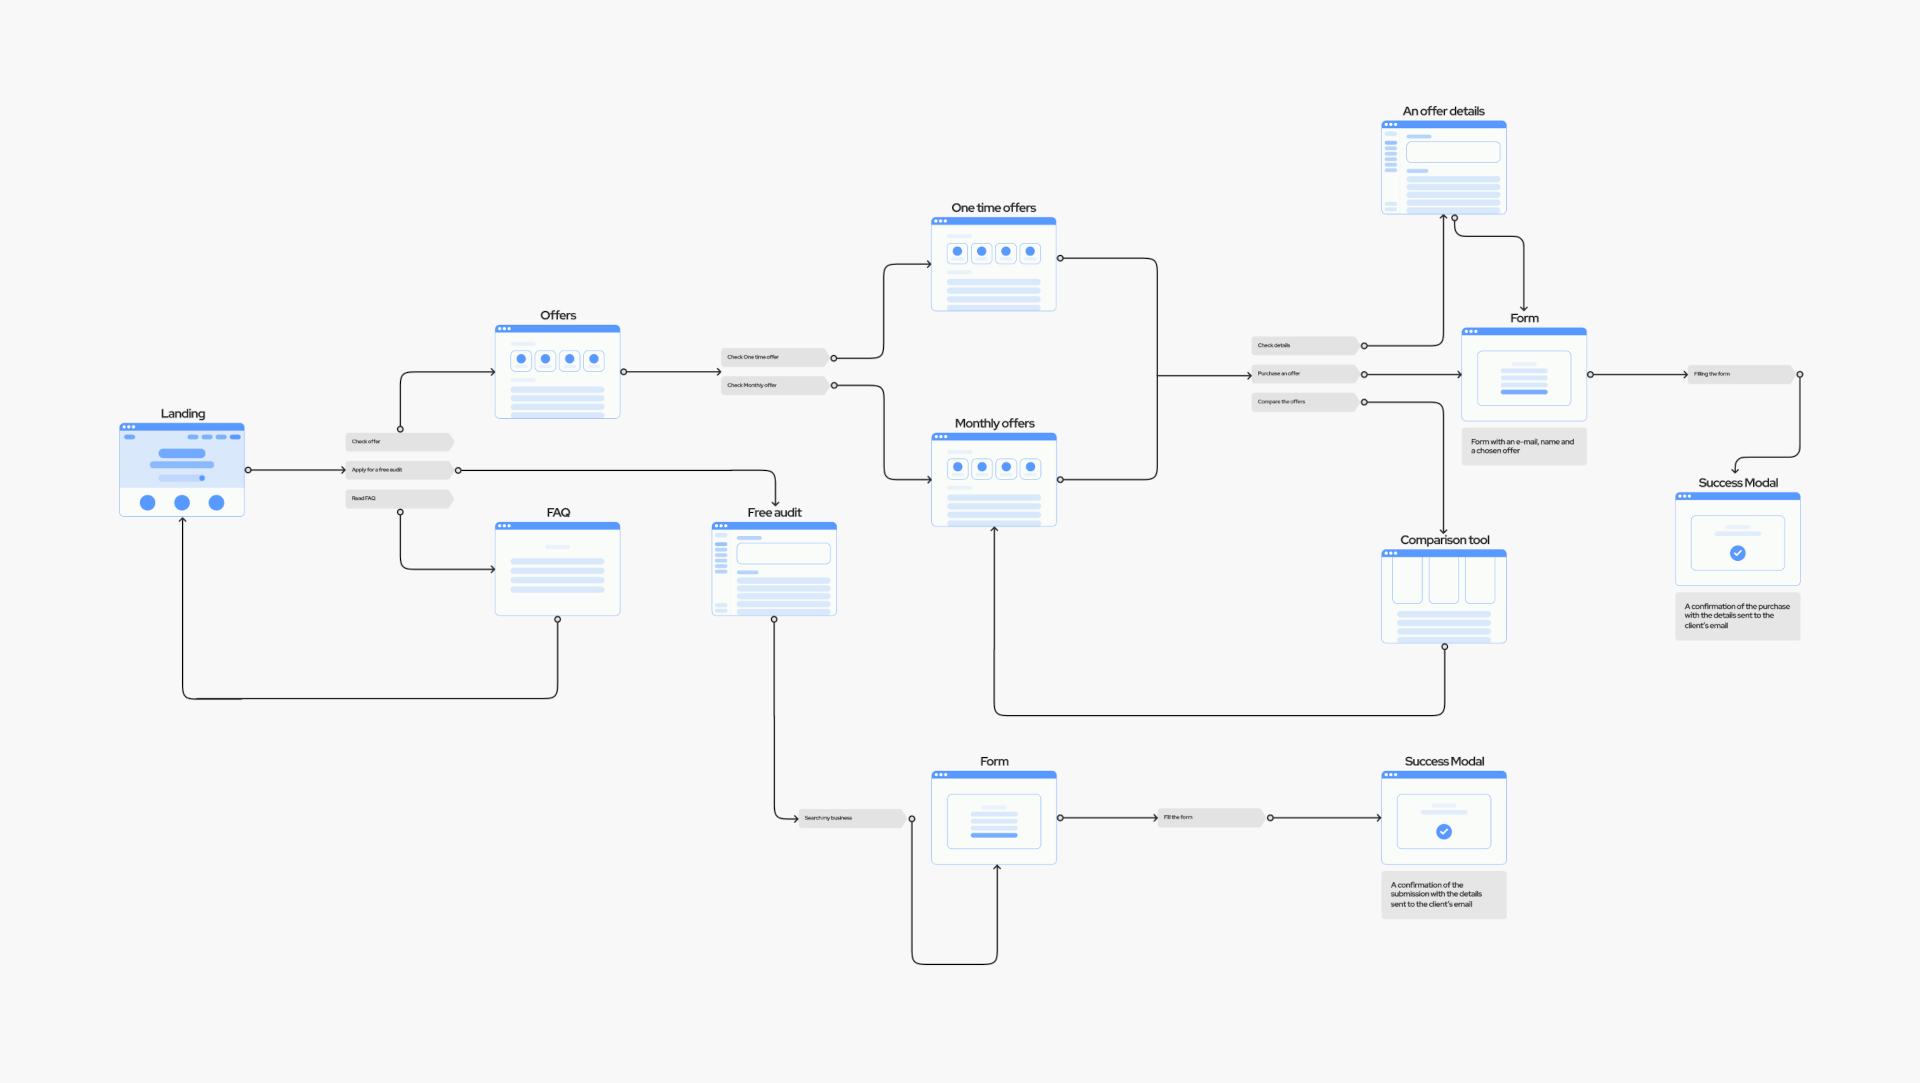 An offer details
One time offers
Offers
Form
Check details
Check One time offer
Purchase an offer
Filling the form
Check Monthly offer
Compare the offers
Landing
Monthly offers
Check offer
Form with an e-mail, name and
a chosen offer
Apply for a free audit
Success Modal
Read FAQ
FAQ
Free audit
Comparison tool
A confirmation of the purchase
with the details sent to the
client's email
Form
Success Modal
Search my business
Fill the form
A confirmation of the
submission with the details
sent to the client's email